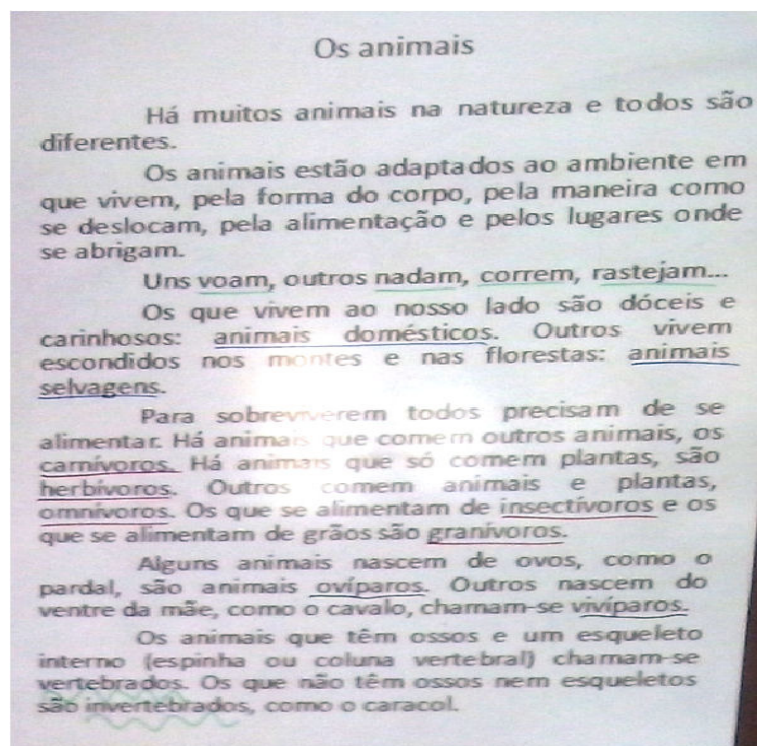 Os animais
Há muitos animais na natureza e todos são
diferentes.
Os animais estão adaptados ao ambiente em
que vivem, pela forma do corpo, pela maneira como
se deslocam, pela alimentação e pelos lugares onde
se abrigam.
Uns voam, outros nadam, correm, rastejam...
Os que vivem ao nosso lado são dóceis e
carinhosos: animais domésticos. Outros vivem
escondidos nos montes e nas florestas: animais
selvagens.
Para sobreviverem todos precisam de se
alimentar. Há animais que comem outros animais, os
carnívoros. Há animais que só comem plantas, são
herbívoros. Outros comem animais e plantas,
omnívoros. Os que se alimentam de insectívoros e os
que se alimentam de grãos são granívoros.
Alguns animais nascem de ovos, como o
pardal, são animais ovíparos. Outros nascem do
ventre da mãe, como o cavalo, chamam-se vivíparos.
Os animais que têm ossos e um esqueleto
interno (espinha ou coluna vertebral) chamam-se
vertebrados. Os que não têm ossos nem esqueletos
são invertebrados, como o caracol.